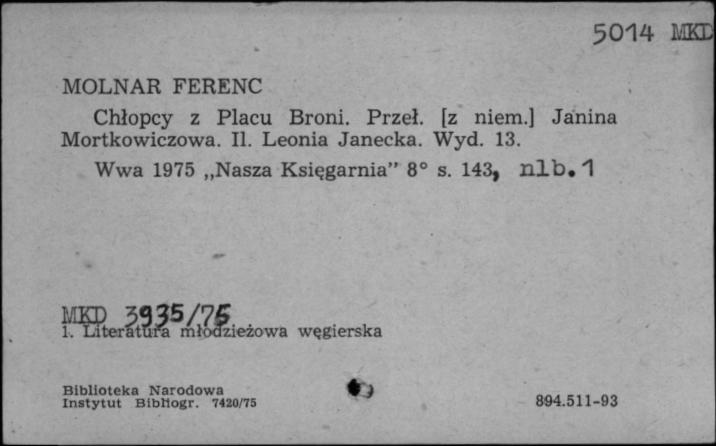 5014 MKD
MOLNAR FERENC
Chłopcy z Placu Broni. Przeł. [z niem.] Janina
Mortkowiczowa. Il. Leonia Janecka. Wyd. 13.
Wwa 1975 „Nasza Księgarnia” 8° s. 143, nlb. 1
MKD 3935/76
1. Literatura młodzieżowa węgierska
Biblioteka Narodowa
Instytut Bibliogr. 7420/75
894.511-93